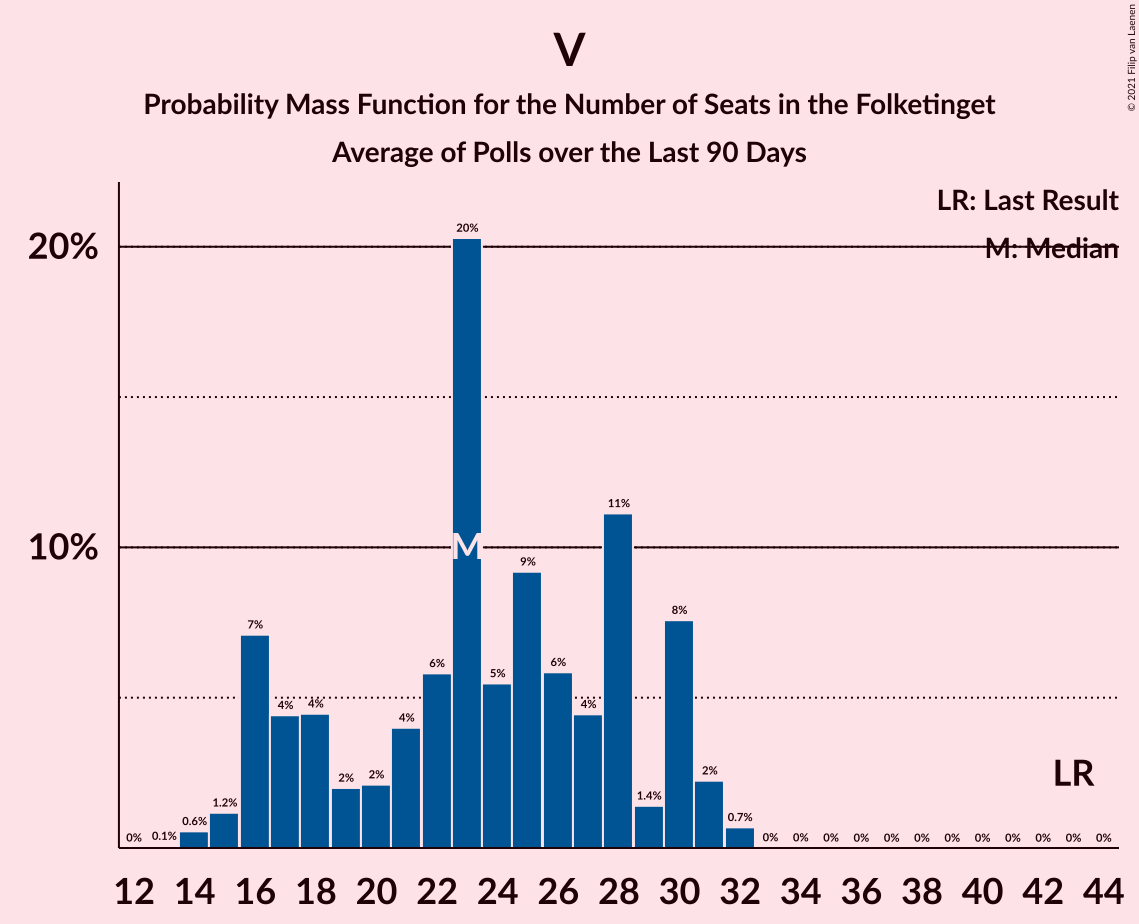 V
Probability Mass Function for the Number of Seats in the Folketinget
Average of Polls over the Last 90 Days
© 2021 Filip van Laenen
LR: Last Result
M: Median
20%
10%
0% 0.1% 0.6% 1.2% 7% 4% 4% 2% 2% 4% 6% 20% 5% 9% 6% 4% 11% 1.4% 8% 2% 0.7% 0% 0% 0% 0% 0% 0% 0% 0% 0% 0% 0% 0%
M
LR
12 14 16 18 20 22 24 26 28 30 32 34 36 38 40 42 44